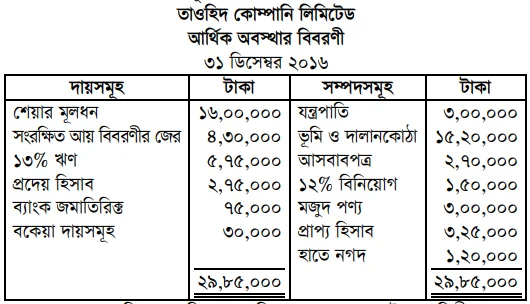 তাওহিদ কোম্পানি লিমিটেড
আর্থিক অবস্থার বিবরণী
৩১ ডিসেম্বর ২০১৬
দায়সমূহ টাকা সম্পদসমূহ টাকা
শেয়ার মূলধন ১৬,০০,০০০ যন্ত্রপাতি ৩,০০,০০০
সংরক্ষিত আয় বিবরণীর জের ৪,৩০,০০০ ভূমি ও দালানকোঠা ১৫,২০,০০০
১৩% ঋণ ৫,৭৫,০০০ আসবাবপত্র ২,৭০,০০০
প্রদেয় হিসাব ২,৭৫,০০০ ১২% বিনিয়োগ ১,৫০,০০০
ব্যাংক জমাতিরিক্ত ৭৫,০০০ মজুদ পণ্য ৩,০০,০০০
বকেয়া দায়সমূহ ৩০,০০০ প্রাপ্য হিসাব ৩,২৫,০০০
হাতে নগদ ১,২০,০০০
২৯,৮৫,০০০ ২৯,৮৫,০০০